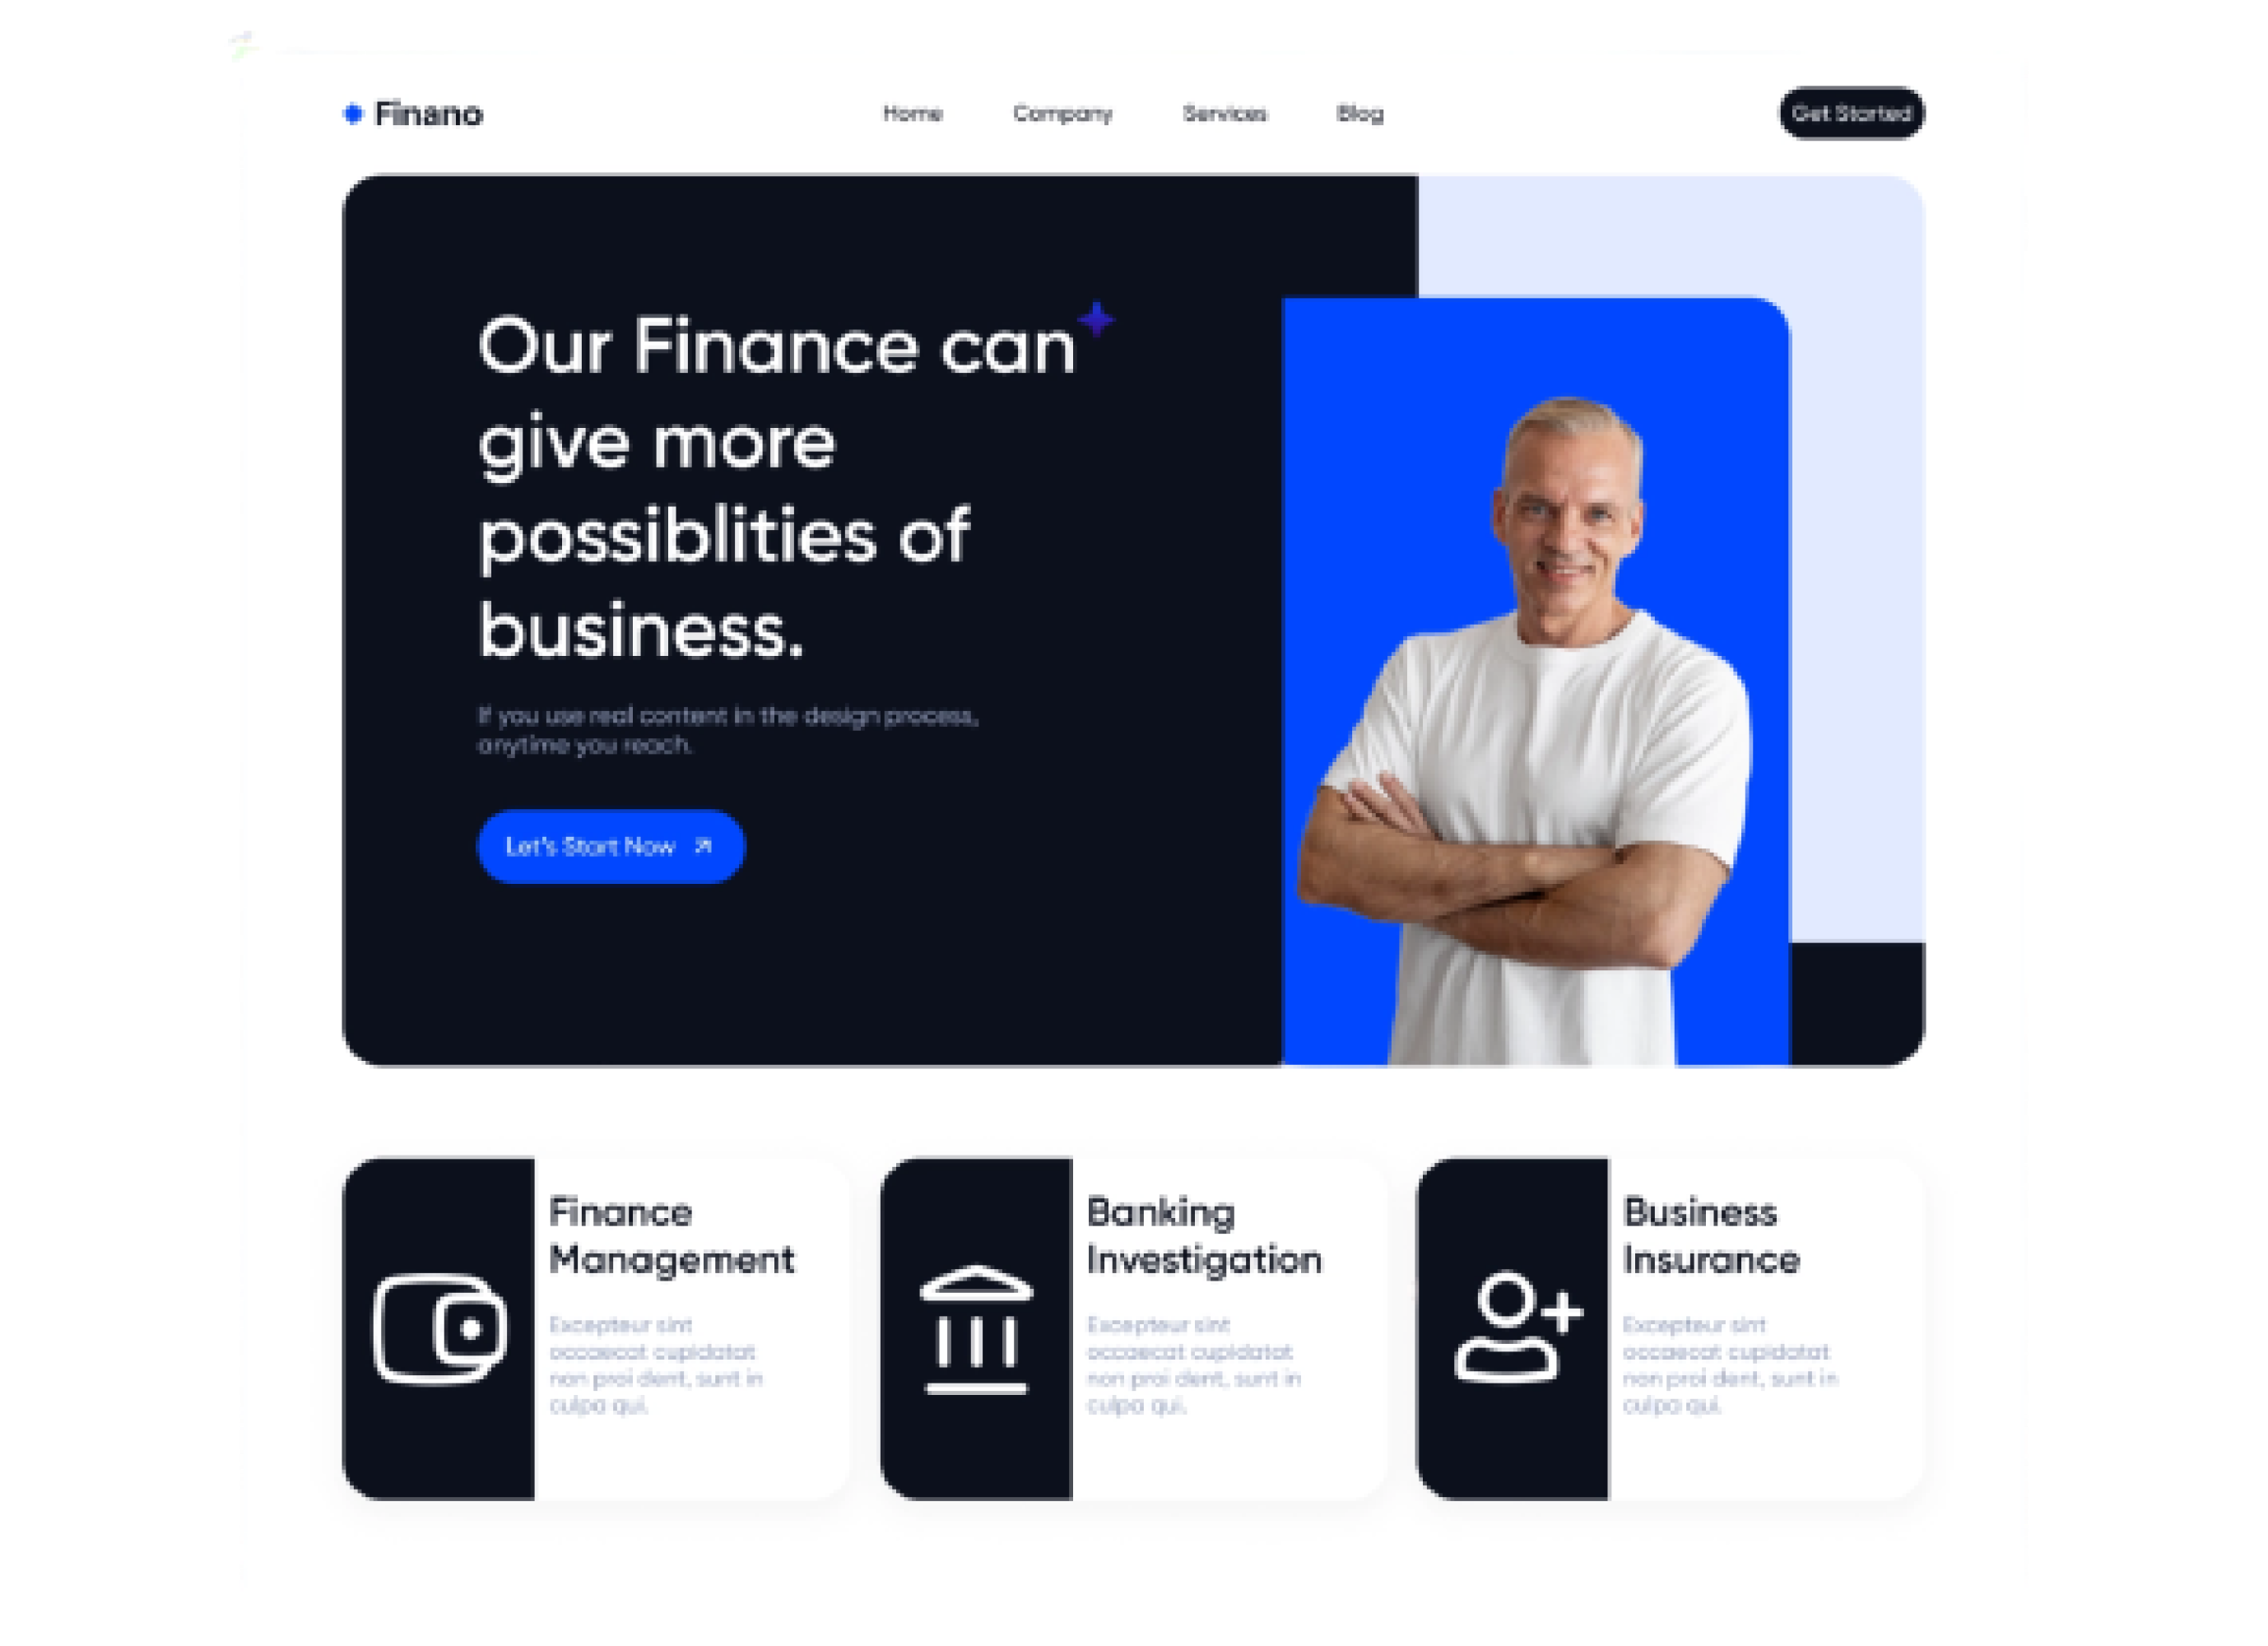 Finano
Home
Company
Services
Blog
Get Started
Our Finance can
give more
possiblities of
business.
If you use real content in the design process,
anytime you reach.
Let's Start Now
Finance
Management
Excepteur sint
occaecat cupidatat
non proi dent, sunt in
culpa qui.
Banking
Investigation
Excepteur sint
occaecat cupidatat
non proi dent, sunt in
culpa qui.
Business
Insurance
Excepteur sint
occaecat cupidatat
non proi dent, sunt in
culpa qui.